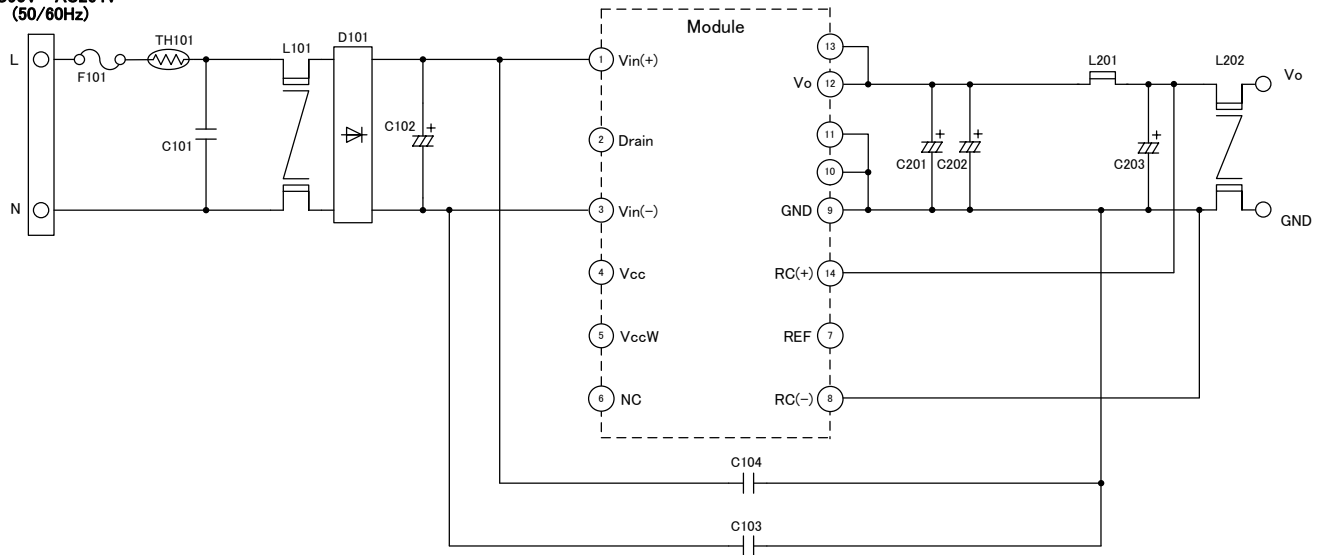 (50/60Hz)
Module
L
F101
TH101
L101
D101
C101
C102
N
1 Vin(+)
2 Drain
3 Vin(-)
4 Vcc
5 VccW
6 NC
13
Vo 12
11
10
GND 9
RC(+) 14
REF 7
RC(-) 8
L201
L202
Vo
C201
C202
C203
GND
C104
C103